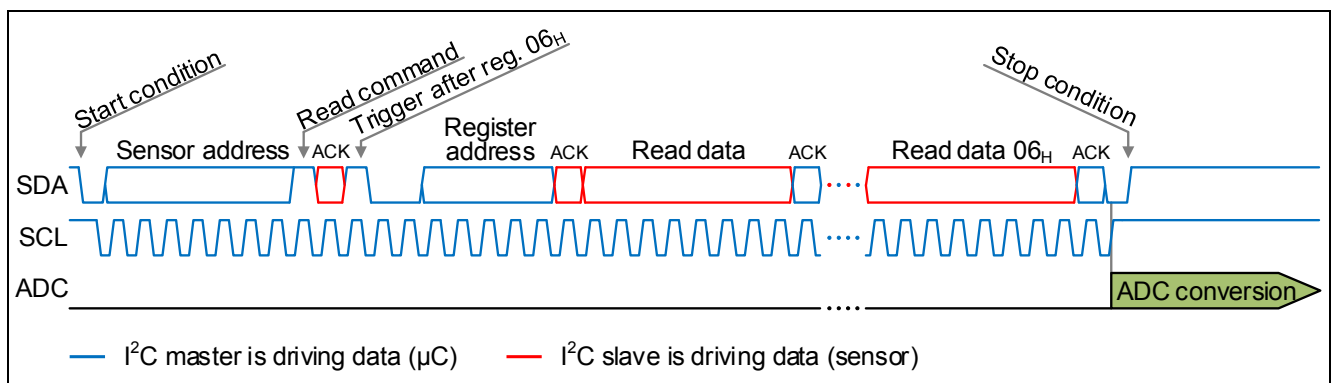 Start condition
Read command
Trigger after reg. 06H
Stop condition
Sensor address
ACK
Register
address
ACK
Read data
ACK
Read data 06H
ACK
SDA
SCL
ADC
ADC conversion
I2C master is driving data (µC)
I2C slave is driving data (sensor)